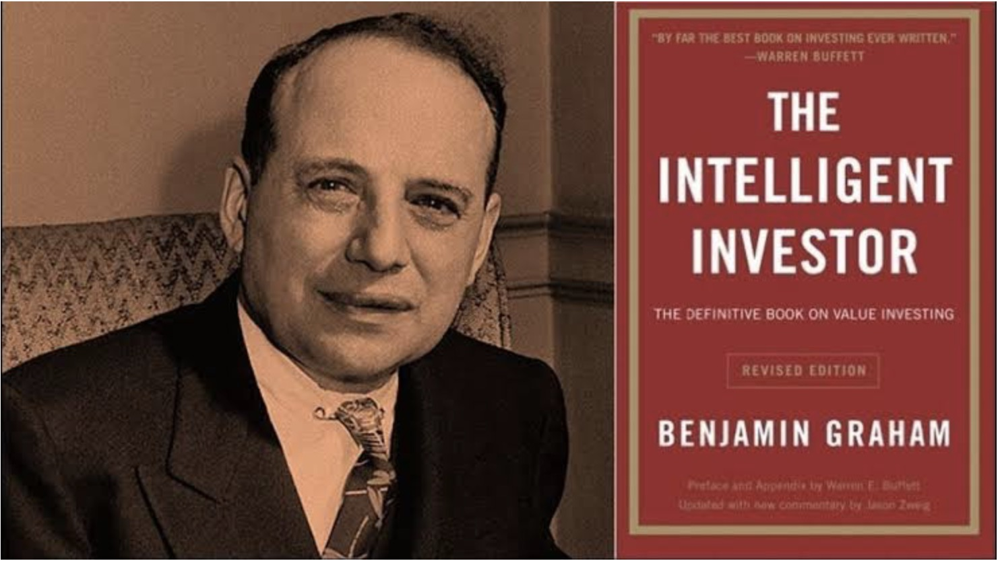 "BY FAR THE BEST BOOK ON INVESTING EVER WRITTEN."
—WARREN BUFFETT
THE
INTELLIGENT
INVESTOR
THE DEFINITIVE BOOK ON VALUE INVESTING
REVISED EDITION
BENJAMIN GRAHAM
Preface and Appendix by Warren E. Buffett
Updated with new commentary by Jason Zweig